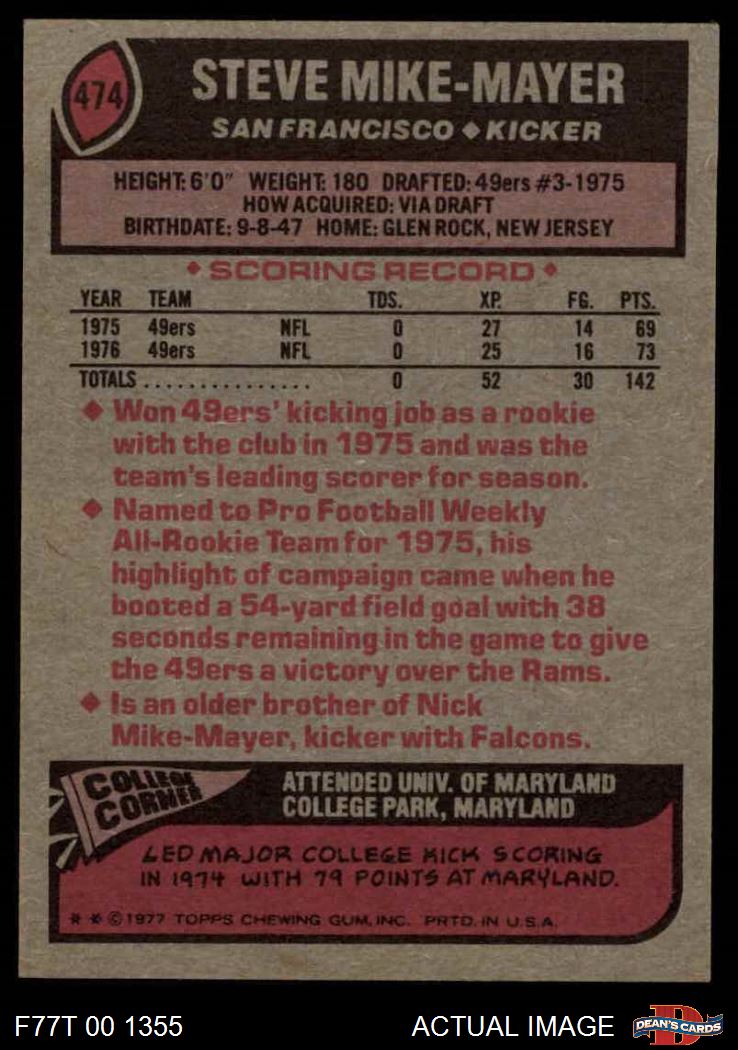 474
STEVE MIKE-MAYER
SAN FRANCISCO ◆ KICKER
HEIGHT: 6'0" WEIGHT: 180 DRAFTED: 49ers #3-1975
HOW ACQUIRED: VIA DRAFT
BIRTHDATE: 9-8-47 HOME: GLEN ROCK, NEW JERSEY
◆ SCORING RECORD ◆
YEAR TEAM TDS. XP. FG. PTS.
1975 49ers NFL 0 27 14 69
1976 49ers NFL 0 25 16 73
TOTALS ................ 0 52 30 142
◆ Won 49ers' kicking job as a rookie
with the club in 1975 and was the
team's leading scorer for season.
◆ Named to Pro Football Weekly
All-Rookie Team for 1975, his
highlight of campaign came when he
booted a 54-yard field goal with 38
seconds remaining in the game to give
the 49ers a victory over the Rams.
◆ Is an older brother of Nick
Mike-Mayer, kicker with Falcons.
COLLEGE
CORNER
ATTENDED UNIV. OF MARYLAND
COLLEGE PARK, MARYLAND
LED MAJOR COLLEGE KICK SCORING
IN 1974 WITH 79 POINTS AT MARYLAND.
* * © 1977 TOPPS CHEWING GUM, INC. PRTD. IN U.S.A.
F77T 00 1355
ACTUAL IMAGE
D
DEAN'S CARDS